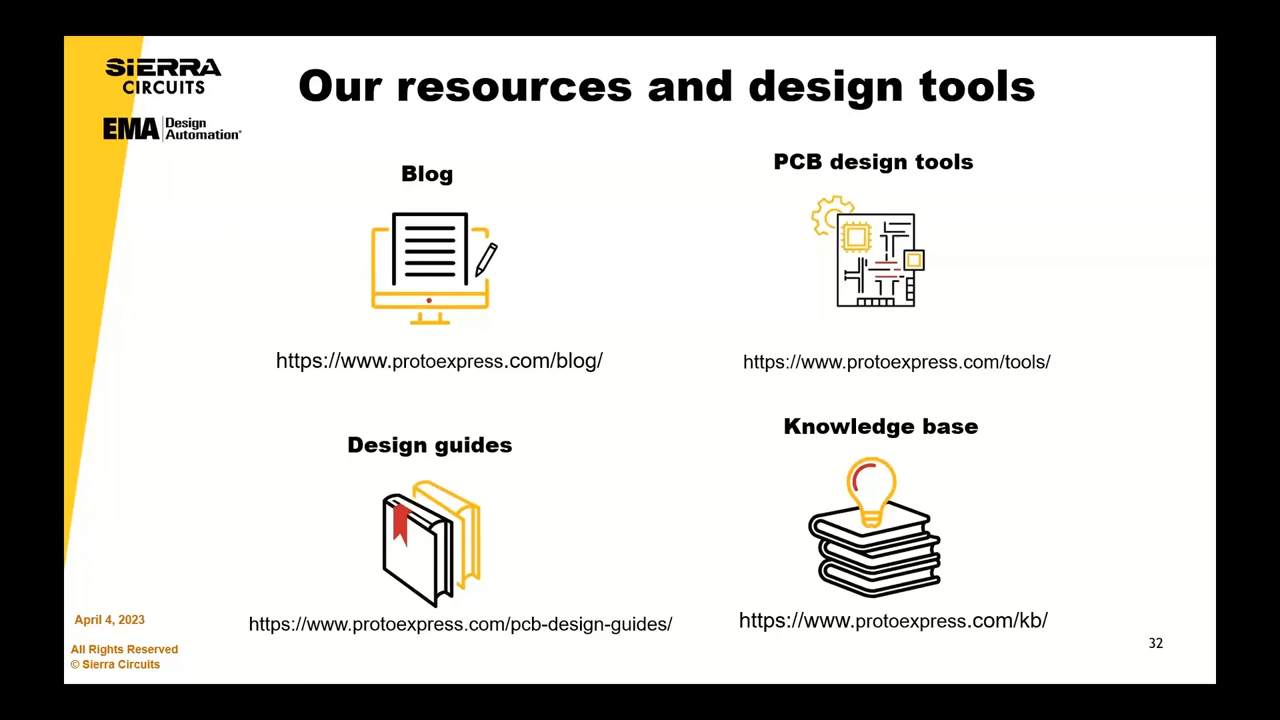 SIERRA
CIRCUITS
EMA Design
Automation®
Our resources and design tools
Blog
https://www.protoexpress.com/blog/
PCB design tools
https://www.protoexpress.com/tools/
Design guides
https://www.protoexpress.com/pcb-design-guides/
Knowledge base
https://www.protoexpress.com/kb/
April 4, 2023
All Rights Reserved
© Sierra Circuits
32